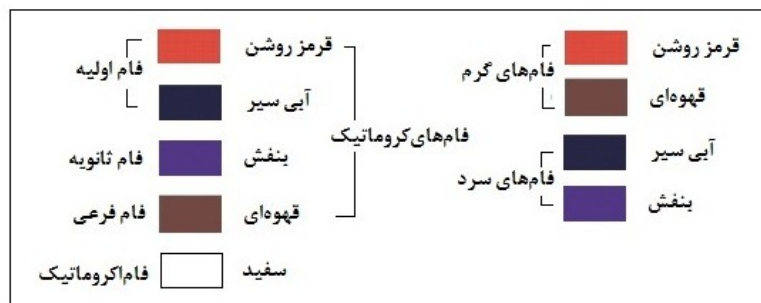 قرمز روشن
فام‌های گرم
قهوه‌ای
آبی سیر
فام‌های سرد
بنفش
قرمز روشن
فام اولیه
آبی سیر
فام‌های کروماتیک
بنفش
فام ثانویه
قهوه‌ای
فام فرعی
سفید
فام‌اکروماتیک